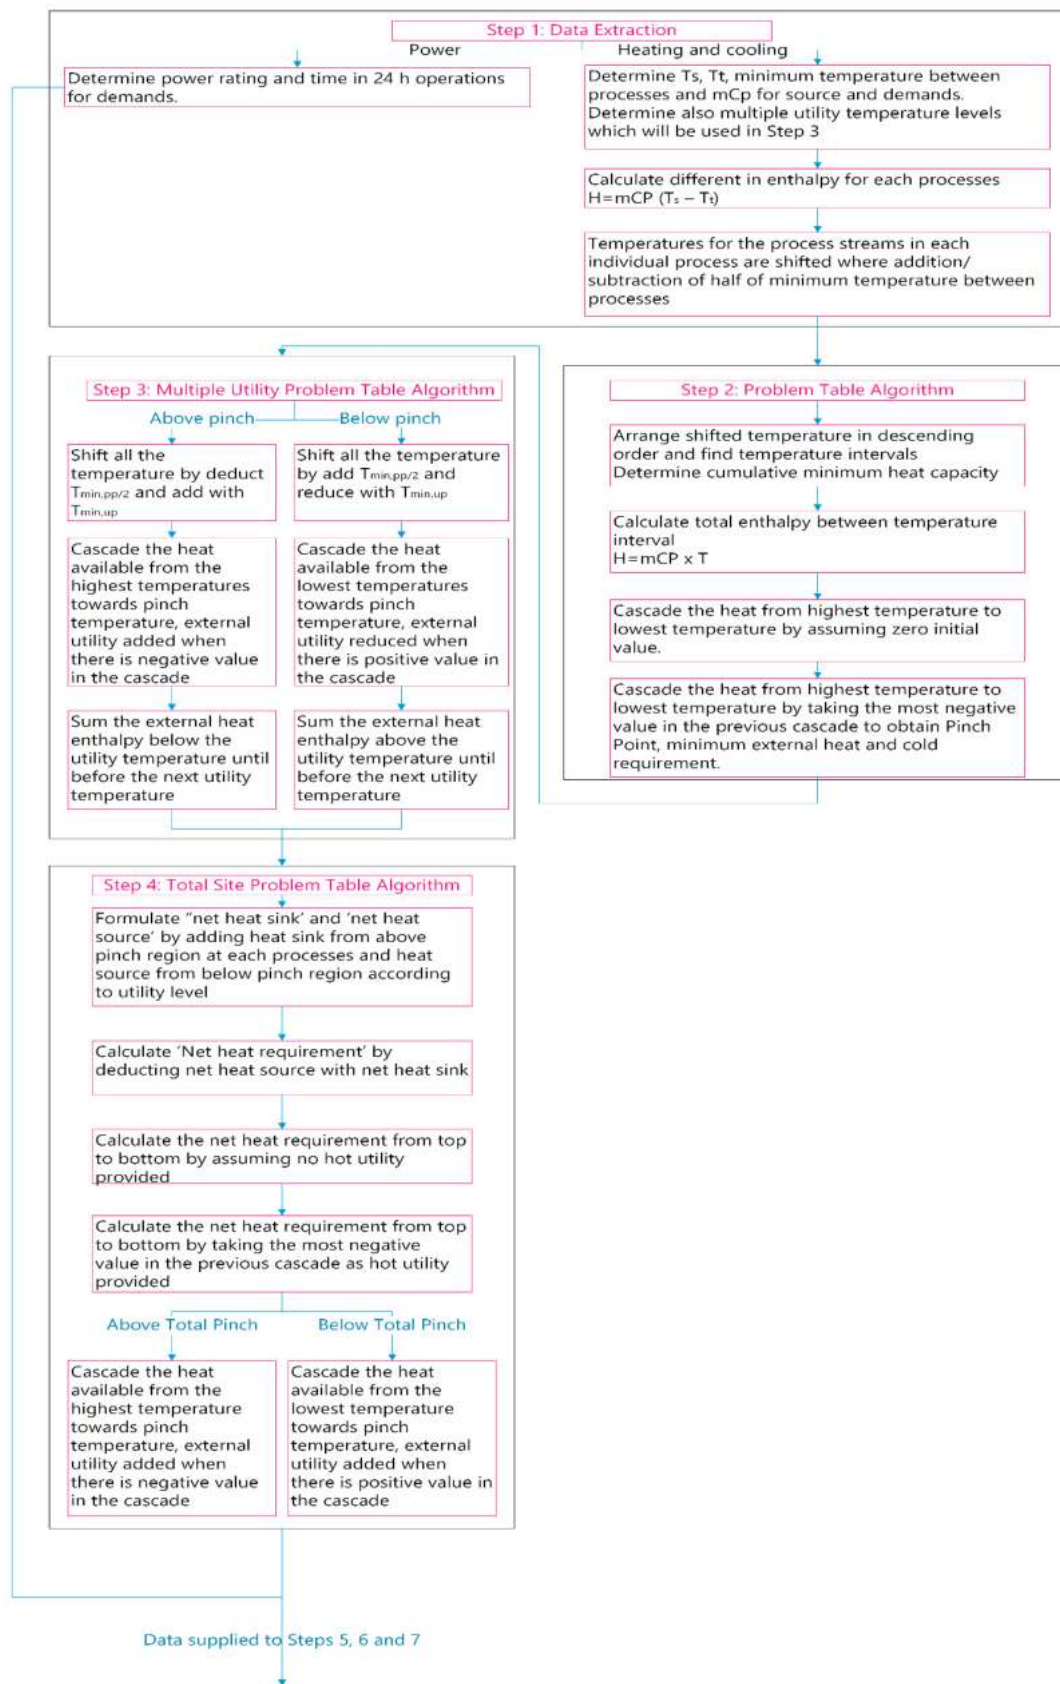 Step 1: Data Extraction
Power
Heating and cooling
Determine power rating and time in 24 h operations
for demands.
Determine Ts, Tt, minimum temperature between
processes and mCp for source and demands.
Determine also multiple utility temperature levels
which will be used in Step 3
Calculate different in enthalpy for each processes
H=mCP (Ts – Tt)
Temperatures for the process streams in each
individual process are shifted where addition/
subtraction of half of minimum temperature between
processes
Step 2: Problem Table Algorithm
Arrange shifted temperature in descending
order and find temperature intervals
Determine cumulative minimum heat capacity
Calculate total enthalpy between temperature
interval
H=mCP x T
Cascade the heat from highest temperature to
lowest temperature by assuming zero initial
value.
Cascade the heat from highest temperature to
lowest temperature by taking the most negative
value in the previous cascade to obtain Pinch
Point, minimum external heat and cold
requirement.
Step 3: Multiple Utility Problem Table Algorithm
Above pinch
Below pinch
Shift all the
temperature by deduct
Tmin,pp/2 and add with
Tmin,up
Cascade the heat
available from the
highest temperatures
towards pinch
temperature, external
utility added when
there is negative value
in the cascade
Sum the external heat
enthalpy below the
utility temperature until
before the next utility
temperature
Shift all the temperature
by add Tmin,pp/2 and
reduce with Tmin,up
Cascade the heat
available from the
lowest temperatures
towards pinch
temperature, external
utility reduced when
there is positive value in
the cascade
Sum the external heat
enthalpy above the
utility temperature until
before the next utility
temperature
Step 4: Total Site Problem Table Algorithm
Formulate “net heat sink’ and ‘net heat
source’ by adding heat sink from above
pinch region at each processes and heat
source from below pinch region according
to utility level
Calculate ‘Net heat requirement’ by
deducting net heat source with net heat sink
Calculate the net heat requirement from top
to bottom by assuming no hot utility
provided
Calculate the net heat requirement from top
to bottom by taking the most negative
value in the previous cascade as hot utility
provided
Above Total Pinch
Below Total Pinch
Cascade the heat
available from the
highest temperature
towards pinch
temperature, external
utility added when
there is negative value
in the cascade
Cascade the heat
available from the
lowest temperature
towards pinch
temperature, external
utility added when
there is positive value in
the cascade
Data supplied to Steps 5, 6 and 7